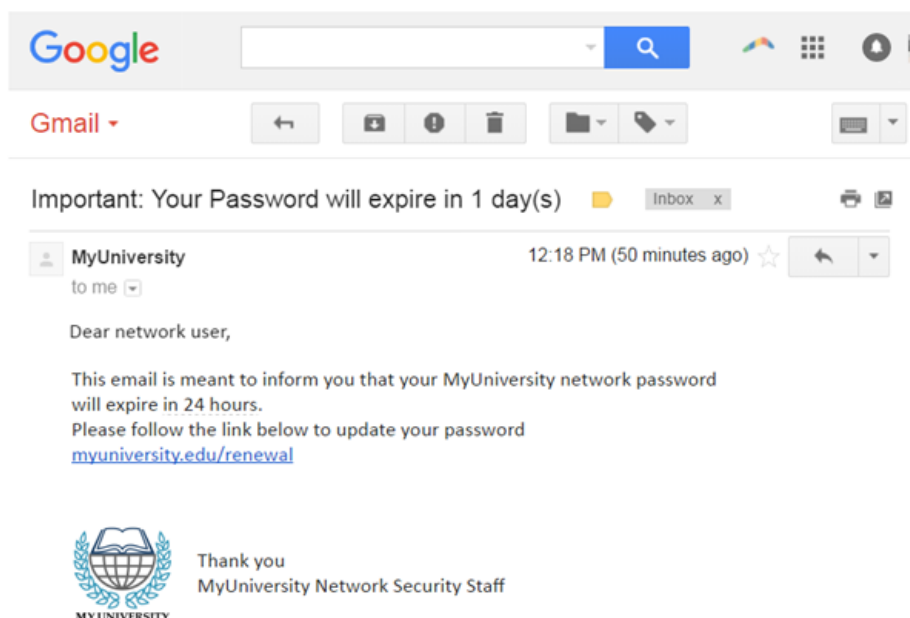 Google
Gmail
Important: Your Password will expire in 1 day(s)
Inbox x
MyUniversity
12:18 PM (50 minutes ago)
to me
Dear network user,
This email is meant to inform you that your MyUniversity network password
will expire in 24 hours.
Please follow the link below to update your password
myuniversity.edu/renewal
Thank you
MyUniversity Network Security Staff
MY UNIVERSITY